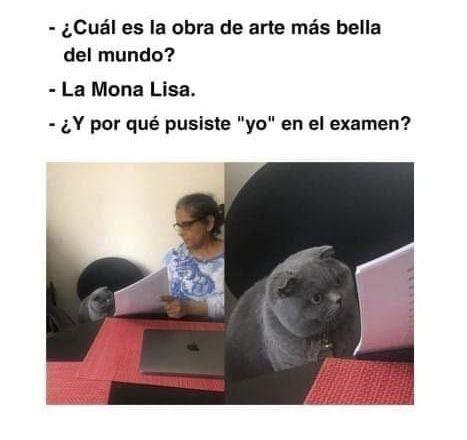 - ¿Cuál es la obra de arte más bella
del mundo?
- La Mona Lisa.
- ¿Y por qué pusiste "yo" en el examen?